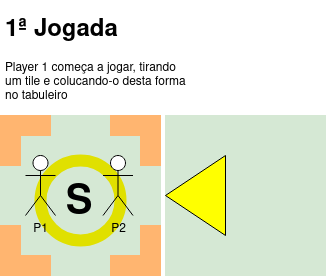 1ª Jogada
Player 1 começa a jogar, tirando
um tile e colucando-o desta forma
no tabuleiro
S
P1 P2